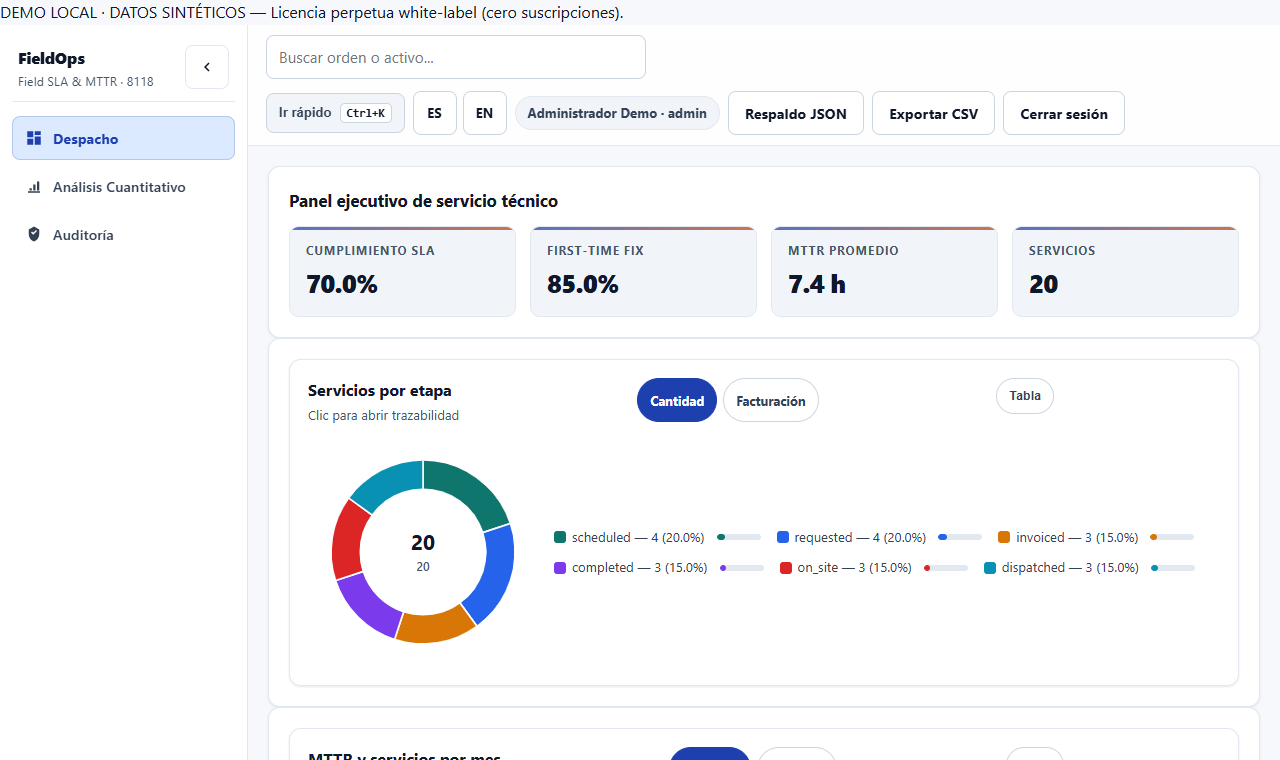 DEMO LOCAL · DATOS SINTÉTICOS — Licencia perpetua white-label (cero suscripciones).
FieldOps
Field SLA & MTTR · 8118
Despacho
Análisis Cuantitativo
Auditoría
Buscar orden o activo...
Ir rápido Ctrl+K ES EN Administrador Demo · admin Respaldo JSON Exportar CSV Cerrar sesión
Panel ejecutivo de servicio técnico
CUMPLIMIENTO SLA
70.0%
FIRST-TIME FIX
85.0%
MTTR PROMEDIO
7.4 h
SERVICIOS
20
Servicios por etapa
Clic para abrir trazabilidad
Cantidad Facturación Tabla
20
20
scheduled — 4 (20.0%) requested — 4 (20.0%) invoiced — 3 (15.0%)
completed — 3 (15.0%) on_site — 3 (15.0%) dispatched — 3 (15.0%)
MTTR y servicios por mes